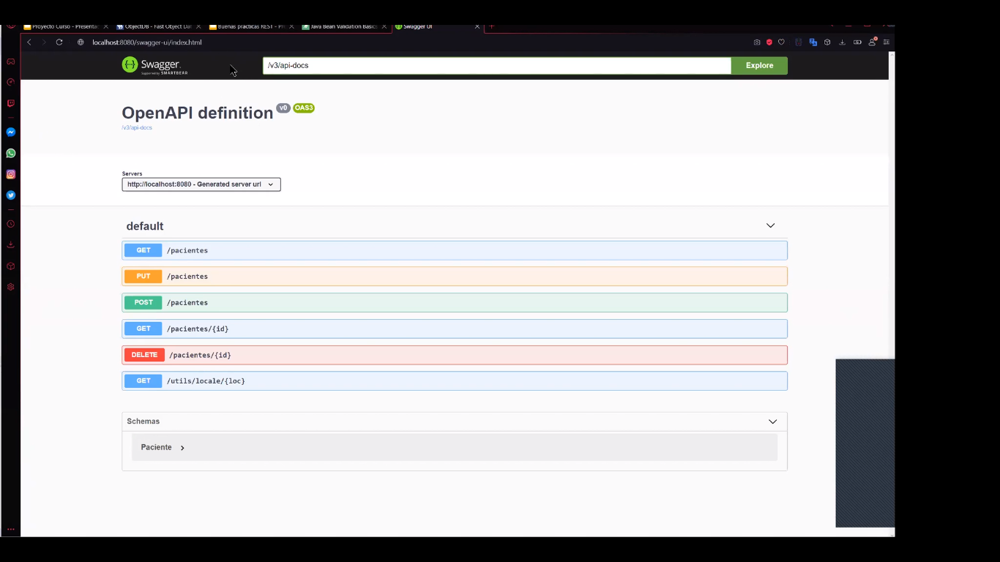 Proyecto Curso - Presentac
ObjectDB - Fast Object Dat
Buenas prácticas REST - Pr
Java Bean Validation Basics
Swagger UI
localhost:8080/swagger-ui/index.html
Swagger
Supported by SMARTBEAR
/v3/api-docs
Explore
OpenAPI definition v0 OAS3
/v3/api-docs
Servers
http://localhost:8080 - Generated server url
default
GET /pacientes
PUT /pacientes
POST /pacientes
GET /pacientes/{id}
DELETE /pacientes/{id}
GET /utils/locale/{loc}
Schemas
Paciente